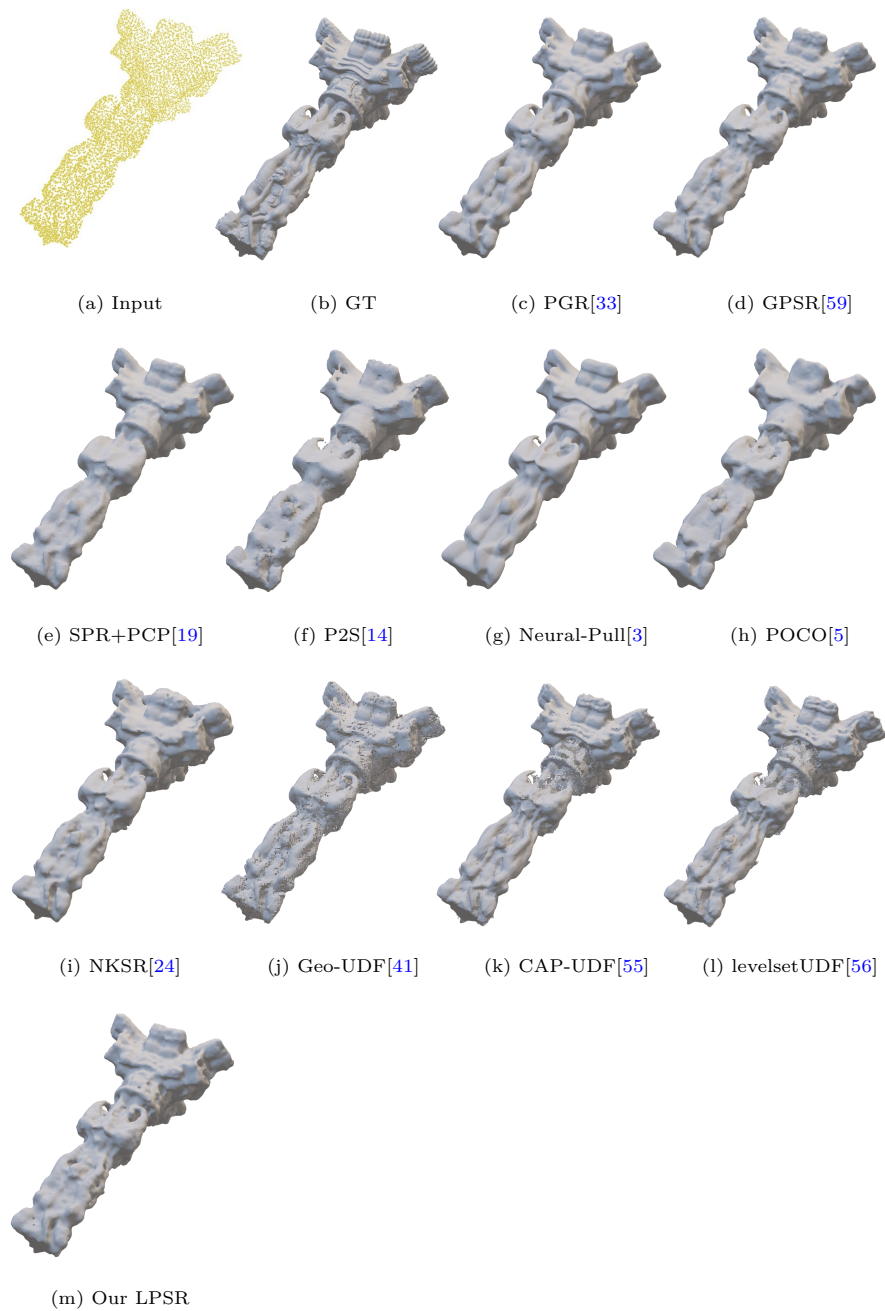 (a) Input
(b) GT
(c) PGR[33]
(d) GPSR[59]
(e) SPR+PCP[19]
(f) P2S[14]
(g) Neural-Pull[3]
(h) POCO[5]
(i) NKSR[24]
(j) Geo-UDF[41]
(k) CAP-UDF[55]
(l) levelsetUDF[56]
(m) Our LPSR